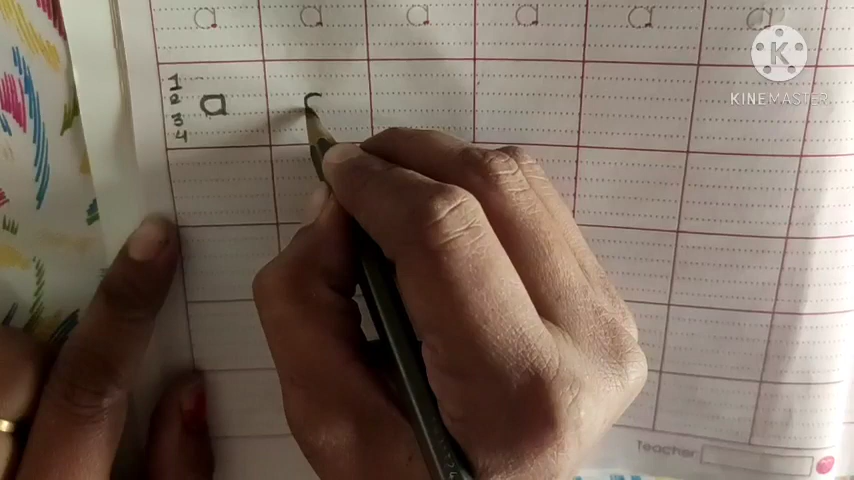 a a a a a a
KINEMASTER
a
Teacher